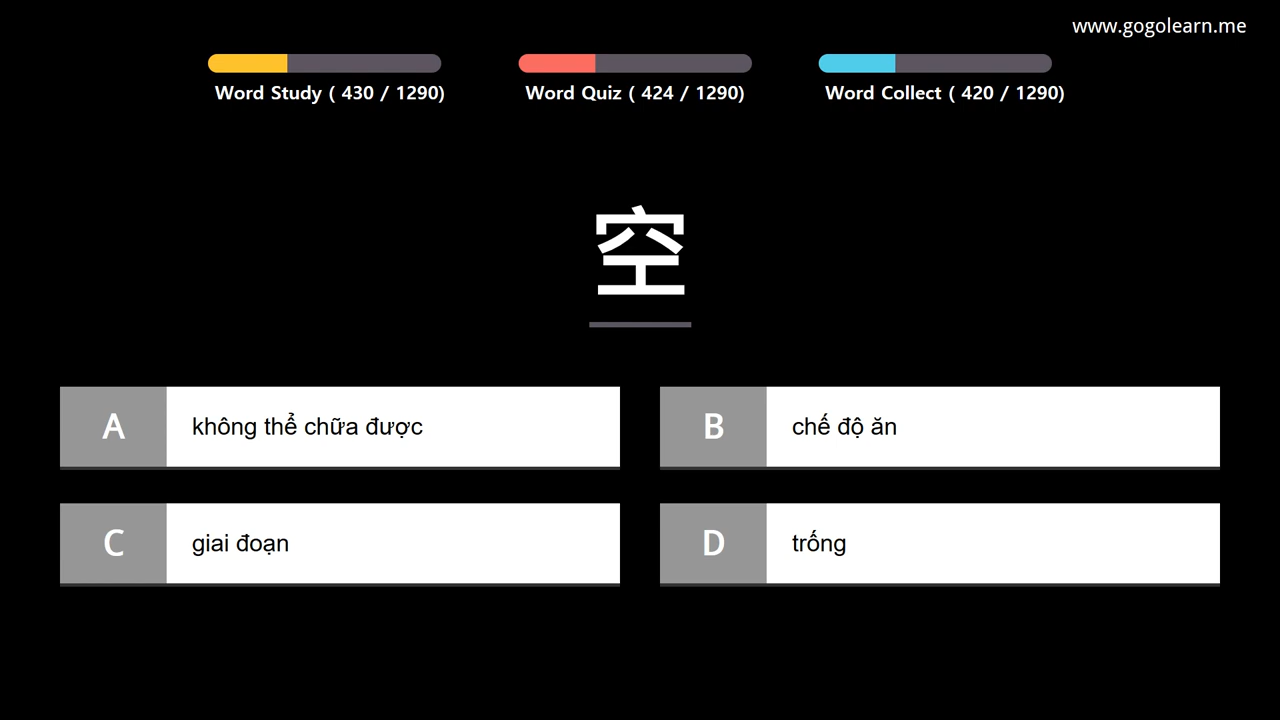 www.gogolearn.me
Word Study ( 430 / 1290)
Word Quiz ( 424 / 1290)
Word Collect ( 420 / 1290)
空
A không thể chữa được
B chế độ ăn
C giai đoạn
D trống